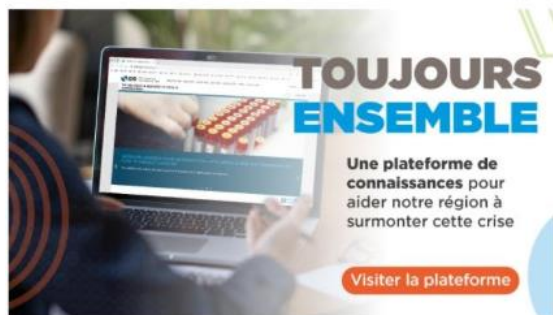 TOUJOURS
ENSEMBLE
Une plateforme de
connaissances pour
aider notre région à
surmonter cette crise
Visiter la plateforme